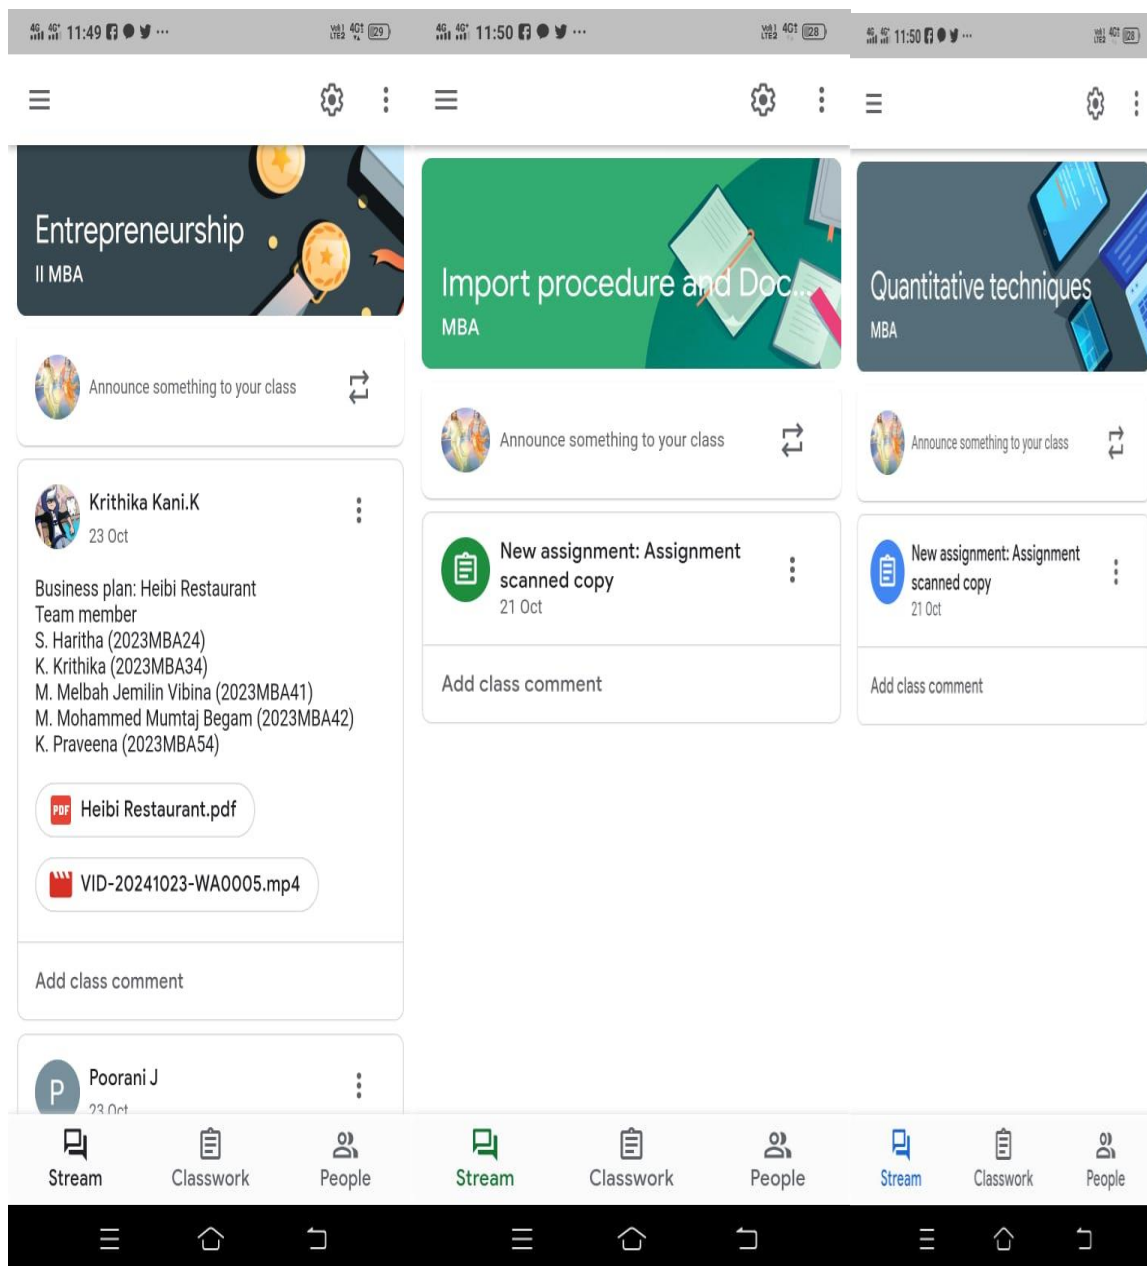 11:49
29
Entrepreneurship
II MBA
Announce something to your class
Krithika Kani.K
23 Oct
Business plan: Heibi Restaurant
Team member
S. Haritha (2023MBA24)
K. Krithika (2023MBA34)
M. Melbah Jemilin Vibina (2023MBA41)
M. Mohammed Mumtaj Begam (2023MBA42)
K. Praveena (2023MBA54)
PDF Heibi Restaurant.pdf
VID-20241023-WA0005.mp4
Add class comment
P
Poorani J
23 Oct
Stream Classwork People
11:50
28
Import procedure and Doc...
MBA
Announce something to your class
New assignment: Assignment
scanned copy
21 Oct
Add class comment
Stream Classwork People
11:50
28
Quantitative techniques
MBA
Announce something to your class
New assignment: Assignment
scanned copy
21 Oct
Add class comment
Stream Classwork People